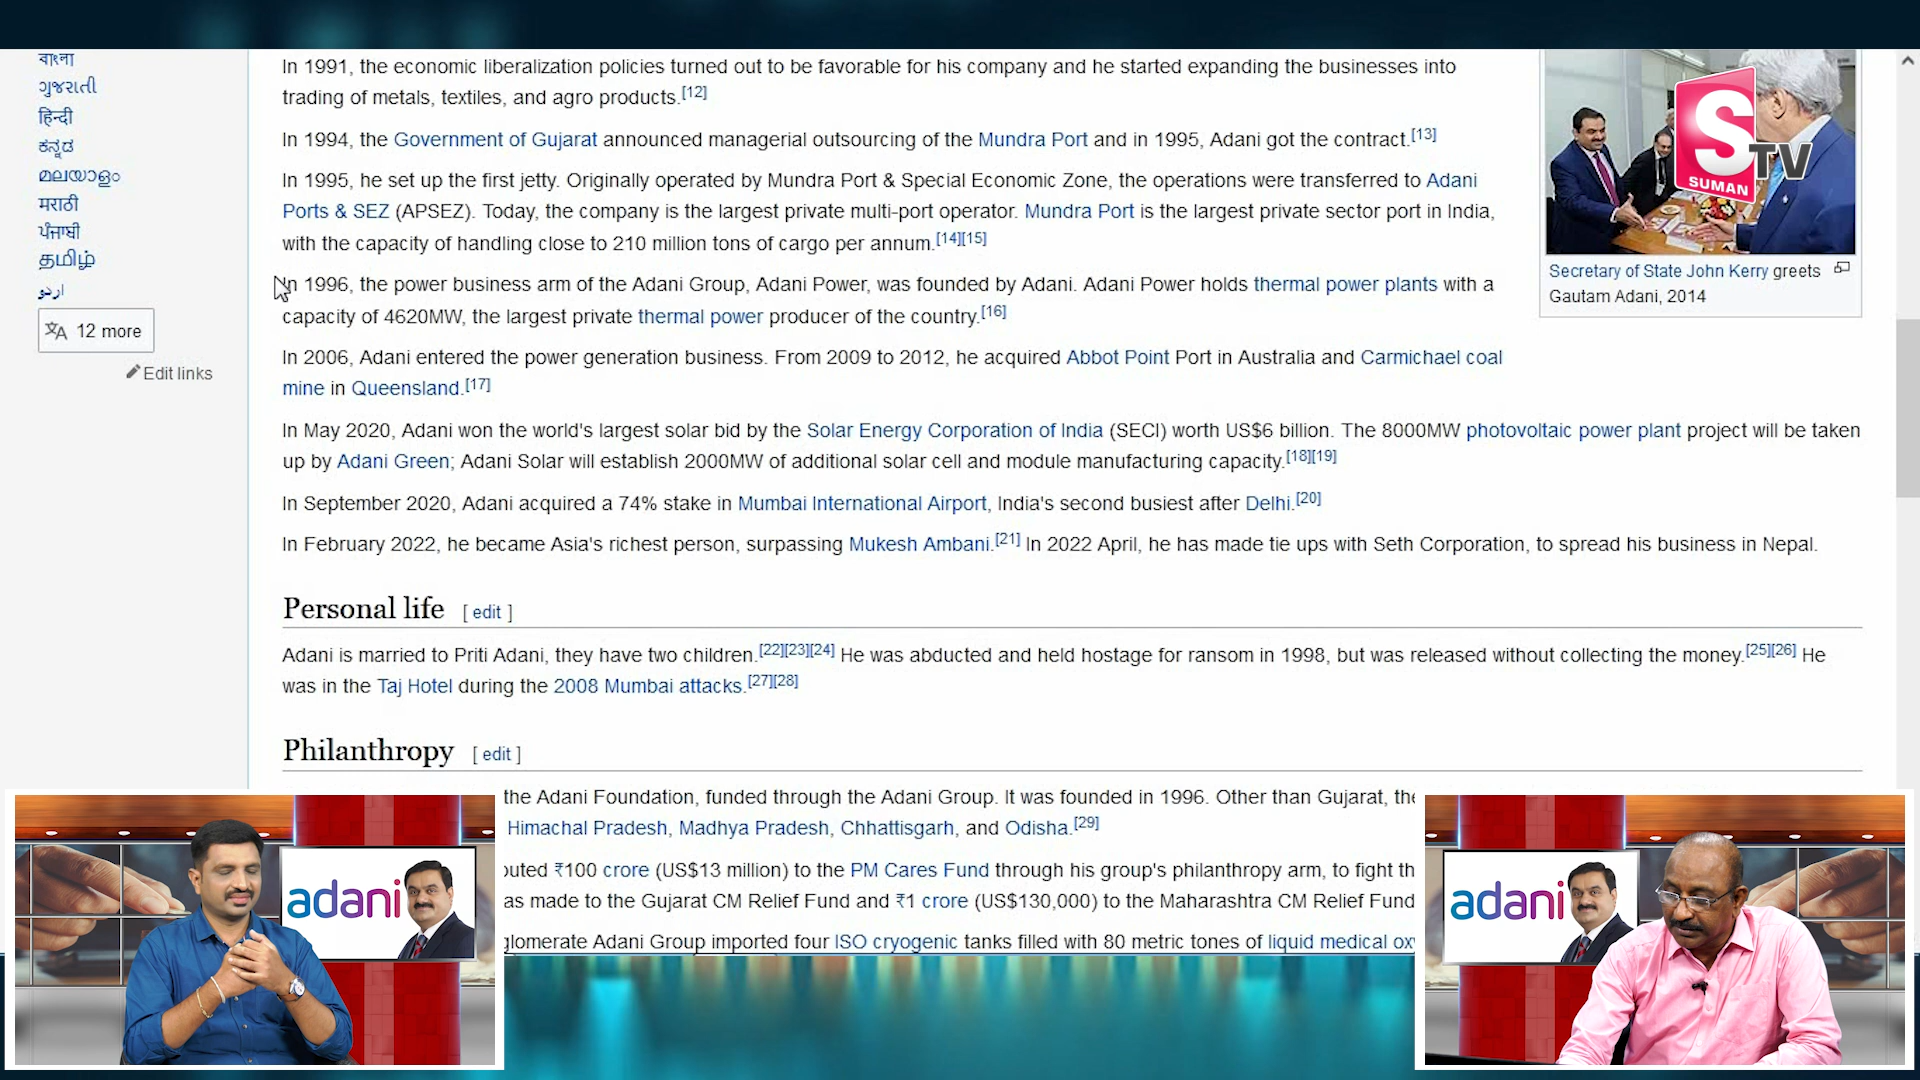 বাংলা
ગુજરાતી
हिन्दी
ಕನ್ನಡ
മലയാളം
मराठी
ਪੰਜਾਬੀ
தமிழ்
اردو
12 more
Edit links
In 1991, the economic liberalization policies turned out to be favorable for his company and he started expanding the businesses into
trading of metals, textiles, and agro products.[12]
In 1994, the Government of Gujarat announced managerial outsourcing of the Mundra Port and in 1995, Adani got the contract.[13]
In 1995, he set up the first jetty. Originally operated by Mundra Port & Special Economic Zone, the operations were transferred to Adani
Ports & SEZ (APSEZ). Today, the company is the largest private multi-port operator. Mundra Port is the largest private sector port in India,
with the capacity of handling close to 210 million tons of cargo per annum.[14][15]
In 1996, the power business arm of the Adani Group, Adani Power, was founded by Adani. Adani Power holds thermal power plants with a
capacity of 4620MW, the largest private thermal power producer of the country.[16]
In 2006, Adani entered the power generation business. From 2009 to 2012, he acquired Abbot Point Port in Australia and Carmichael coal
mine in Queensland.[17]
In May 2020, Adani won the world's largest solar bid by the Solar Energy Corporation of India (SECI) worth US$6 billion. The 8000MW photovoltaic power plant project will be taken
up by Adani Green; Adani Solar will establish 2000MW of additional solar cell and module manufacturing capacity.[18][19]
In September 2020, Adani acquired a 74% stake in Mumbai International Airport, India's second busiest after Delhi.[20]
In February 2022, he became Asia's richest person, surpassing Mukesh Ambani.[21] In 2022 April, he has made tie ups with Seth Corporation, to spread his business in Nepal.
S TV
SUMAN
Secretary of State John Kerry greets
Gautam Adani, 2014
Personal life [ edit ]
Adani is married to Priti Adani, they have two children.[22][23][24] He was abducted and held hostage for ransom in 1998, but was released without collecting the money.[25][26] He
was in the Taj Hotel during the 2008 Mumbai attacks.[27][28]
Philanthropy [ edit ]
the Adani Foundation, funded through the Adani Group. It was founded in 1996. Other than Gujarat, the
Himachal Pradesh, Madhya Pradesh, Chhattisgarh, and Odisha.[29]
outed ₹100 crore (US$13 million) to the PM Cares Fund through his group's philanthropy arm, to fight th
as made to the Gujarat CM Relief Fund and ₹1 crore (US$130,000) to the Maharashtra CM Relief Fund
glomerate Adani Group imported four ISO cryogenic tanks filled with 80 metric tones of liquid medical ox
adani
adani